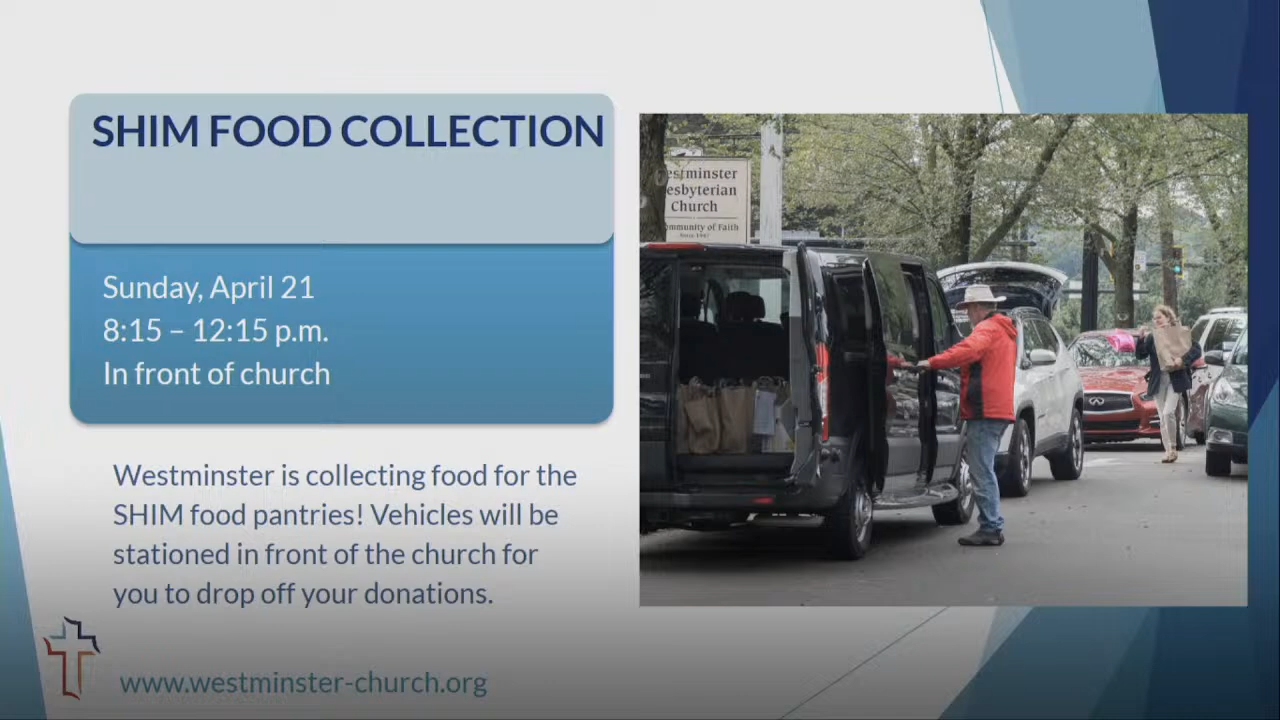 SHIM FOOD COLLECTION
Sunday, April 21
8:15 – 12:15 p.m.
In front of church
Westminster is collecting food for the
SHIM food pantries! Vehicles will be
stationed in front of the church for
you to drop off your donations.
www.westminster-church.org
estminster
esbyterian
Church
mmunity of Faith